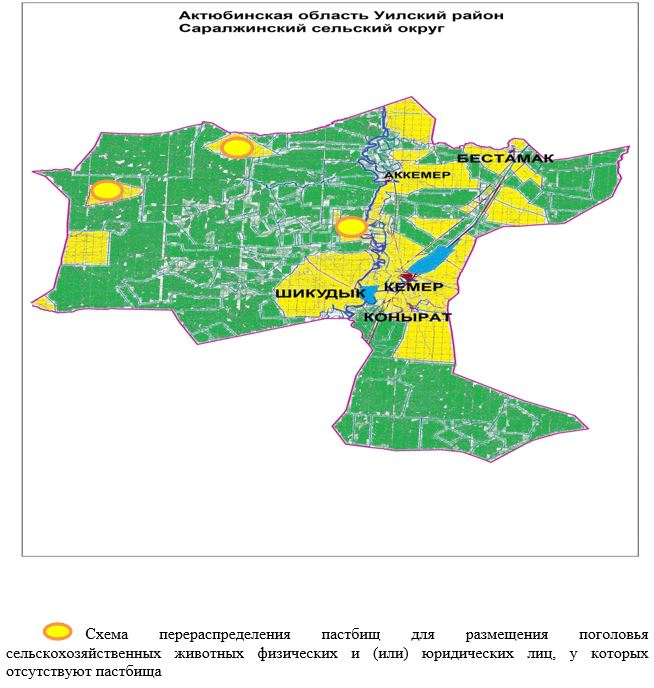 Актюбинская область Уилский район
Саралжинский сельский округ
БЕСТАМАК
АККЕМЕР
ШИКУДЫК
КЕМЕР
КОНЫРАТ
Схема перераспределения пастбищ для размещения поголовья
сельскохозяйственных животных физических и (или) юридических лиц, у которых
отсутствуют пастбища